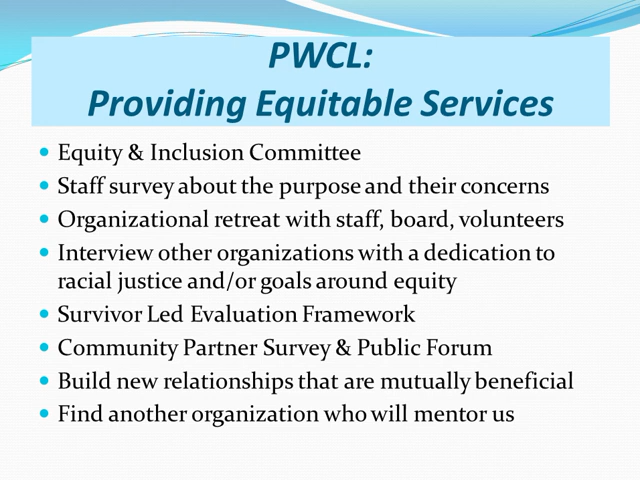 PWCL:
Providing Equitable Services
• Equity & Inclusion Committee
• Staff survey about the purpose and their concerns
• Organizational retreat with staff, board, volunteers
• Interview other organizations with a dedication to
racial justice and/or goals around equity
• Survivor Led Evaluation Framework
• Community Partner Survey & Public Forum
• Build new relationships that are mutually beneficial
• Find another organization who will mentor us